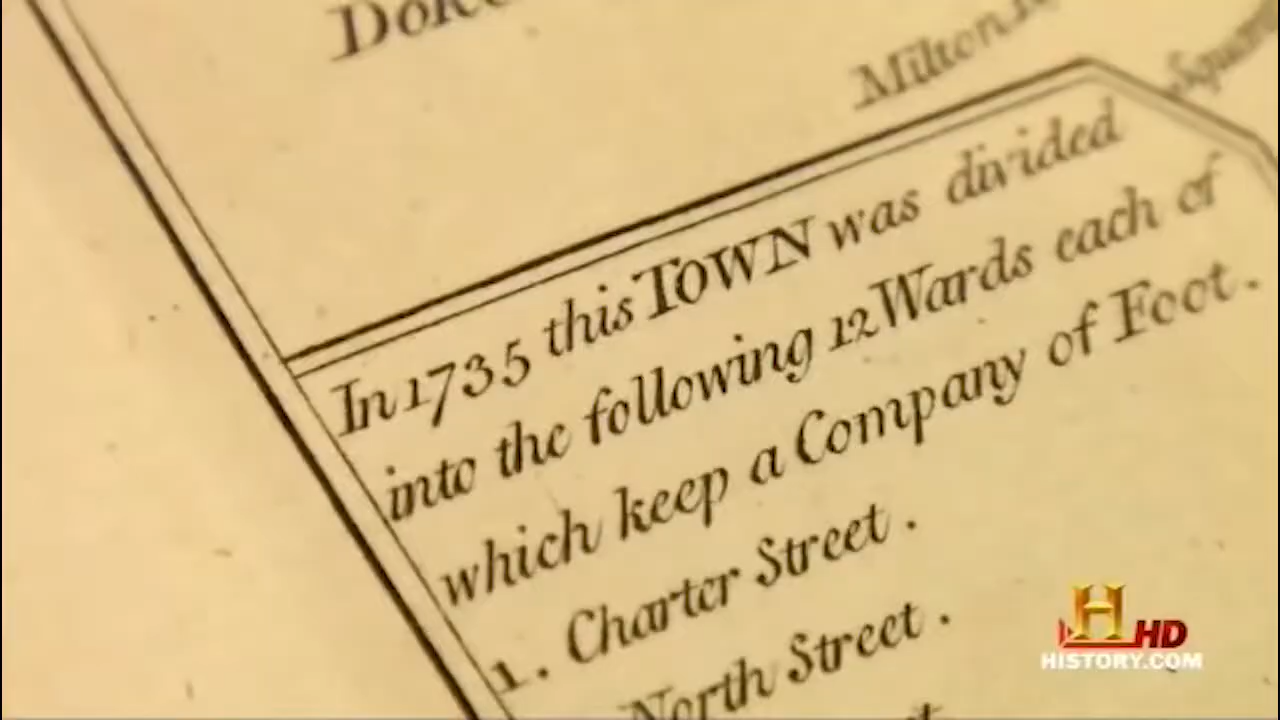 Milton
In 1735 this TOWN was divided
into the following 12 Wards each of
which keep a Company of Foot.
1. Charter Street.
North Street.
H HD
HISTORY.COM